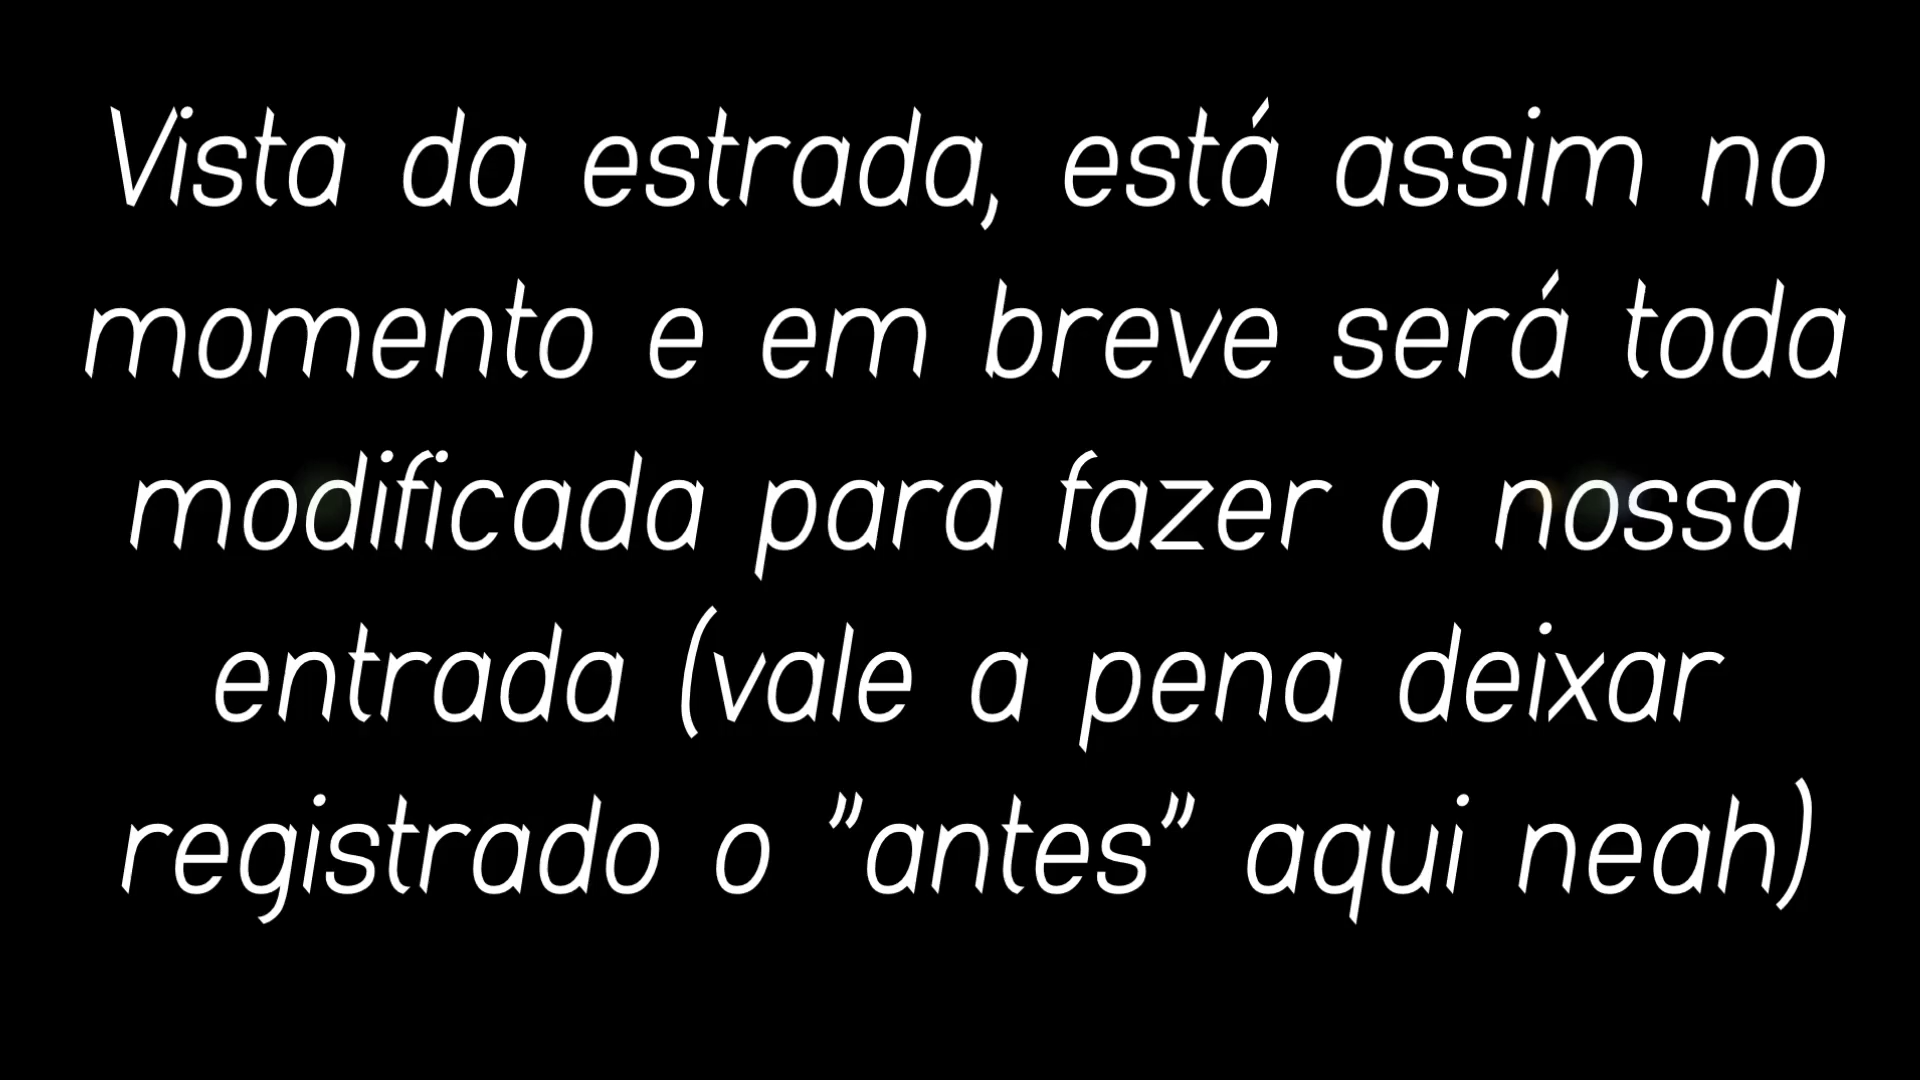 Vista da estrada, está assim no
momento e em breve será toda
modificada para fazer a nossa
entrada (vale a pena deixar
registrado o "antes" aqui neah)